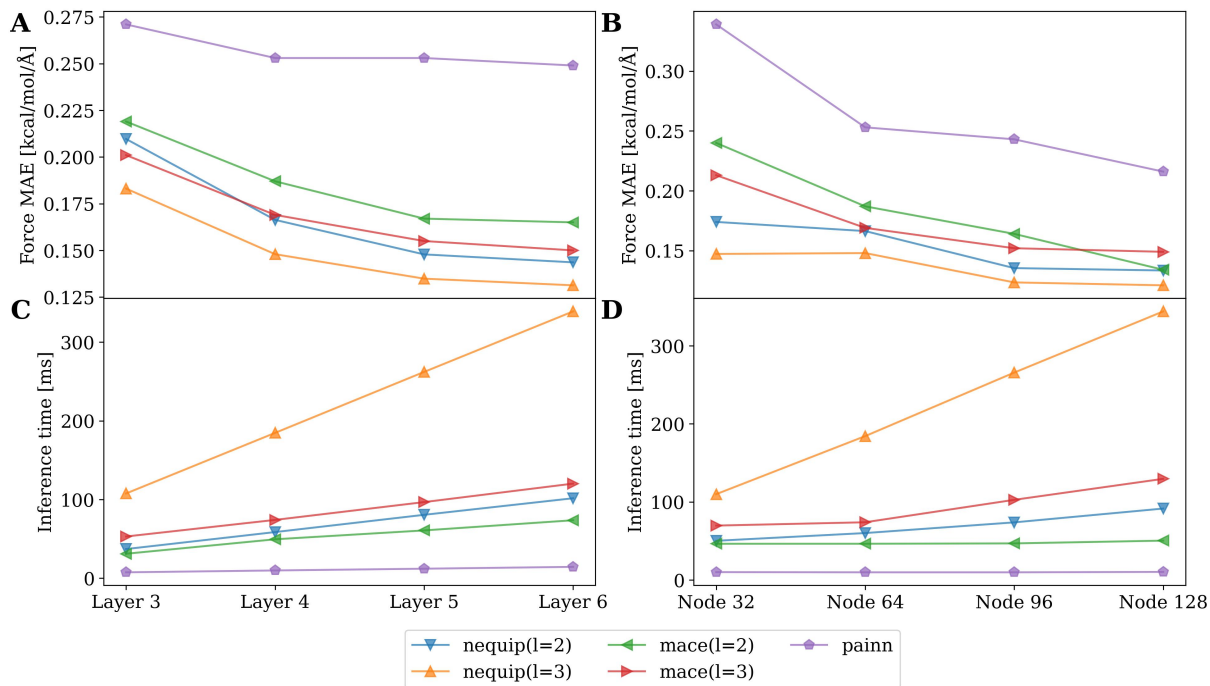 A
Force MAE [kcal/mol/Å]
0.275
0.250
0.225
0.200
0.175
0.150
0.125
B
Force MAE [kcal/mol/Å]
0.30
0.25
0.20
0.15
C
Inference time [ms]
300
200
100
0
Layer 3 Layer 4 Layer 5 Layer 6
D
Inference time [ms]
300
200
100
0
Node 32 Node 64 Node 96 Node 128
nequip(l=2) mace(l=2) painn
nequip(l=3) mace(l=3)